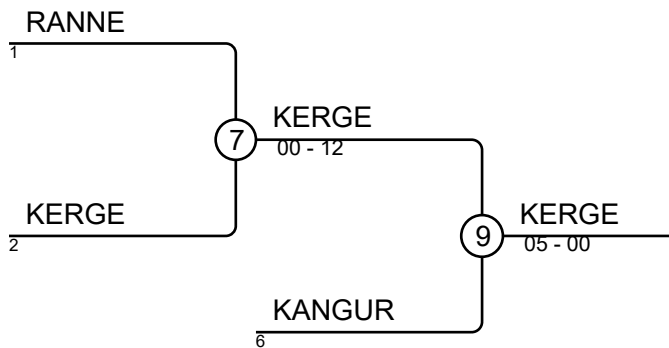 RANNE
1
7
KERGE
00 - 12
KERGE
2
9
KERGE
05 - 00
KANGUR
6